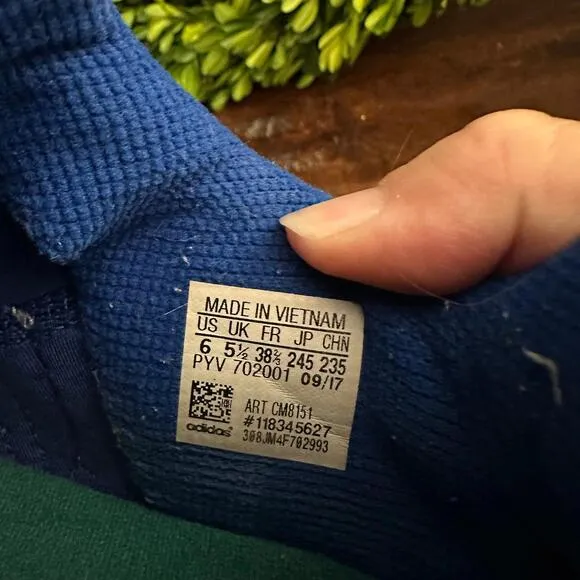 MADE IN VIETNAM
US UK FR JP CHN
6 5½ 38⅔ 245 235
PYV 702001 09/17
ART CM8151
#118345627
adidas 308JM4F702993